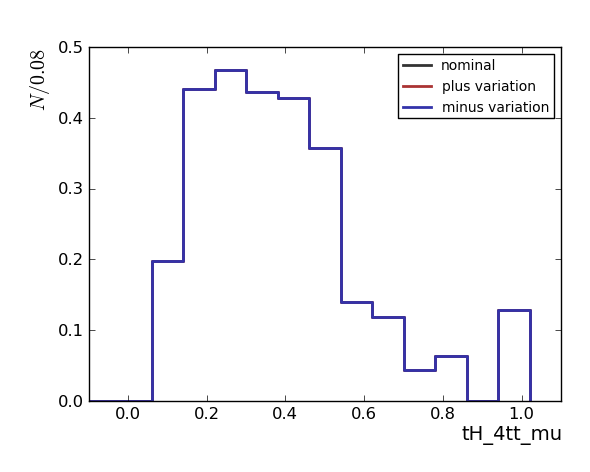 N/0.08
0.5
0.4
0.3
0.2
0.1
0.0
nominal
plus variation
minus variation
0.0 0.2 0.4 0.6 0.8 1.0
tH_4tt_mu